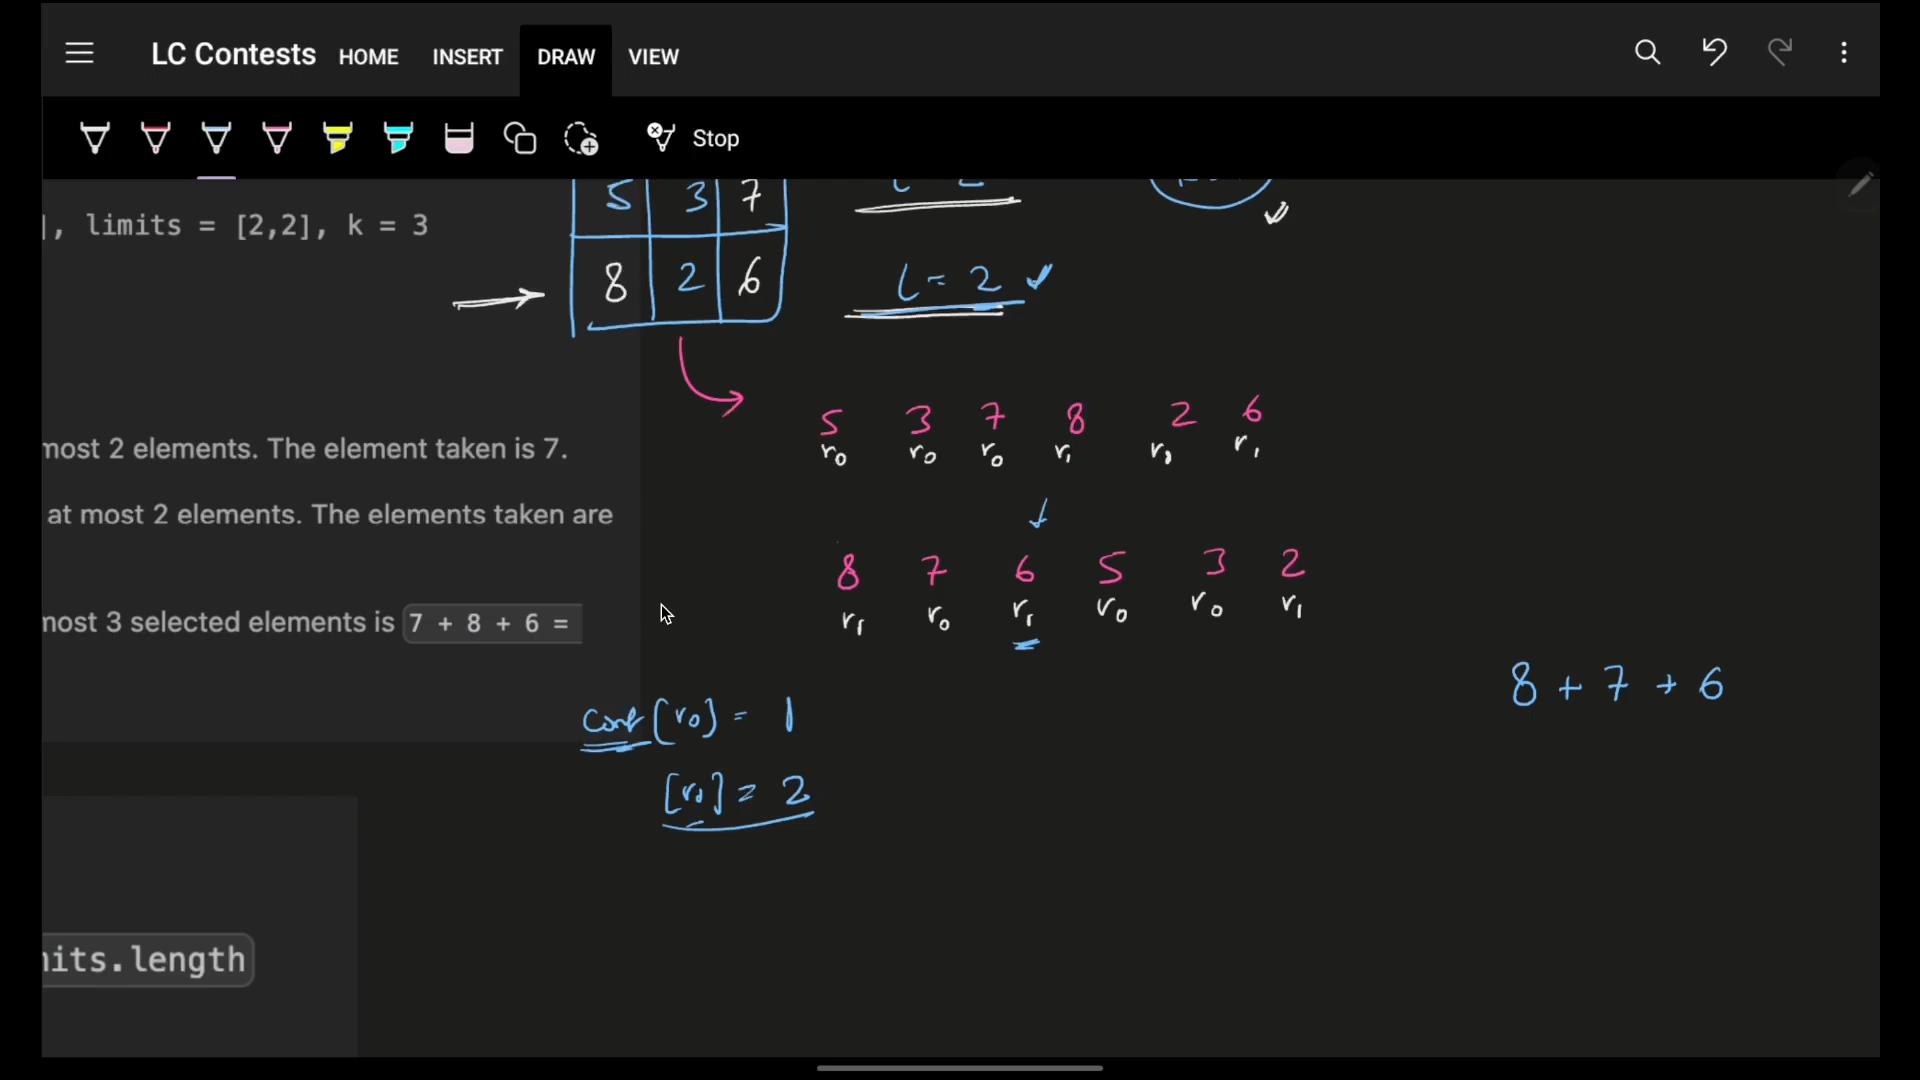 LC Contests HOME INSERT DRAW VIEW
Stop
5 3 7
], limits = [2,2], k = 3
8 2 6 l = 2
5 3 7 8 2 6
r0 r0 r0 r1 r1 r1
most 2 elements. The element taken is 7.
at most 2 elements. The elements taken are
8 7 6 5 3 2
r1 r0 r1 r0 r0 r1
most 3 selected elements is 7 + 8 + 6 =
8 + 7 + 6
cont[r0] = 1
[r1] = 2
nits.length